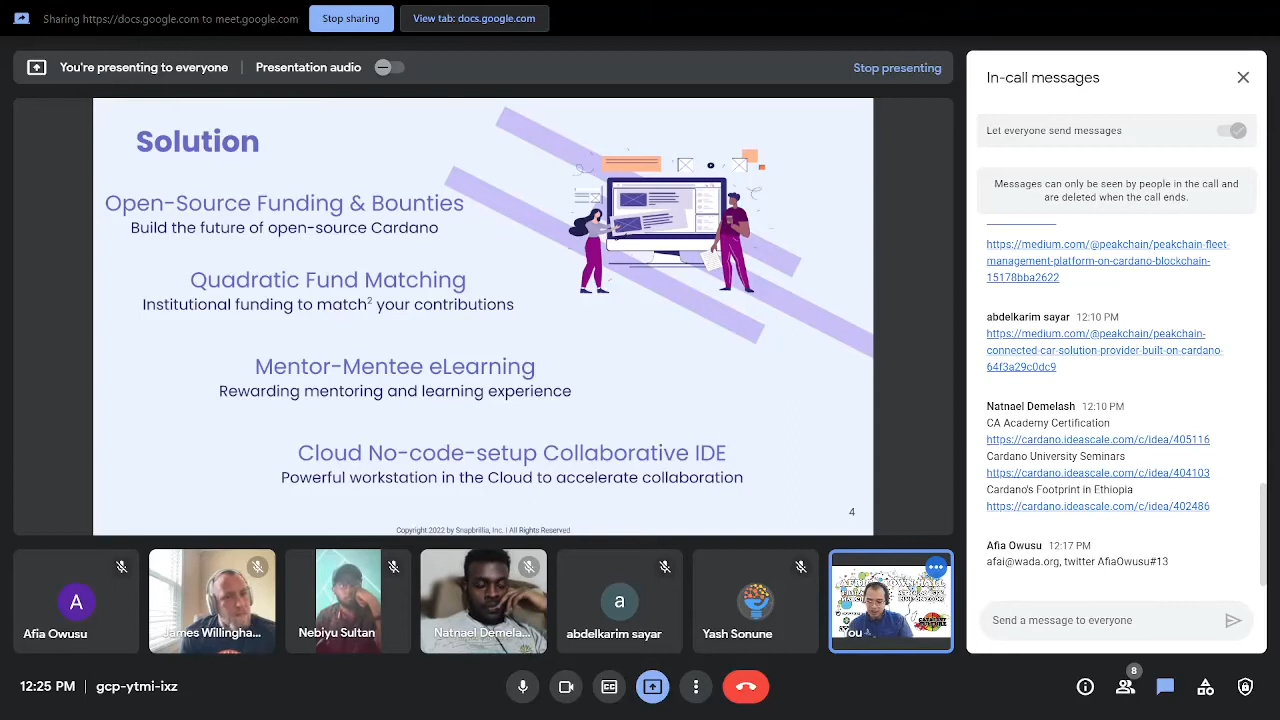 Sharing https://docs.google.com to meet.google.com
Stop sharing
View tab: docs.google.com
You're presenting to everyone
Presentation audio
Stop presenting
Solution
Open-Source Funding & Bounties
Build the future of open-source Cardano
Quadratic Fund Matching
Institutional funding to match² your contributions
Mentor-Mentee eLearning
Rewarding mentoring and learning experience
Cloud No-code-setup Collaborative IDE
Powerful workstation in the Cloud to accelerate collaboration
4
Copyright 2022 by Snapbrillia, Inc. | All Rights Reserved
A
Afia Owusu
James Willingha...
Nebiyu Sultan
Natnael Demela...
a
abdelkarim sayar
Yash Sonune
You
12:25 PM
gcp-ytmi-ixz
In-call messages
Let everyone send messages
Messages can only be seen by people in the call and
are deleted when the call ends.
https://medium.com/@peakchain/peakchain-fleet-
management-platform-on-cardano-blockchain-
15178bba2622
abdelkarim sayar 12:10 PM
https://medium.com/@peakchain/peakchain-
connected-car-solution-provider-built-on-cardano-
64f3a29c0dc9
Natnael Demelash 12:10 PM
CA Academy Certification
https://cardano.ideascale.com/c/idea/405116
Cardano University Seminars
https://cardano.ideascale.com/c/idea/404103
Cardano's Footprint in Ethiopia
https://cardano.ideascale.com/c/idea/402486
Afia Owusu 12:17 PM
afai@wada.org, twitter AfiaOwusu#13
Send a message to everyone
8